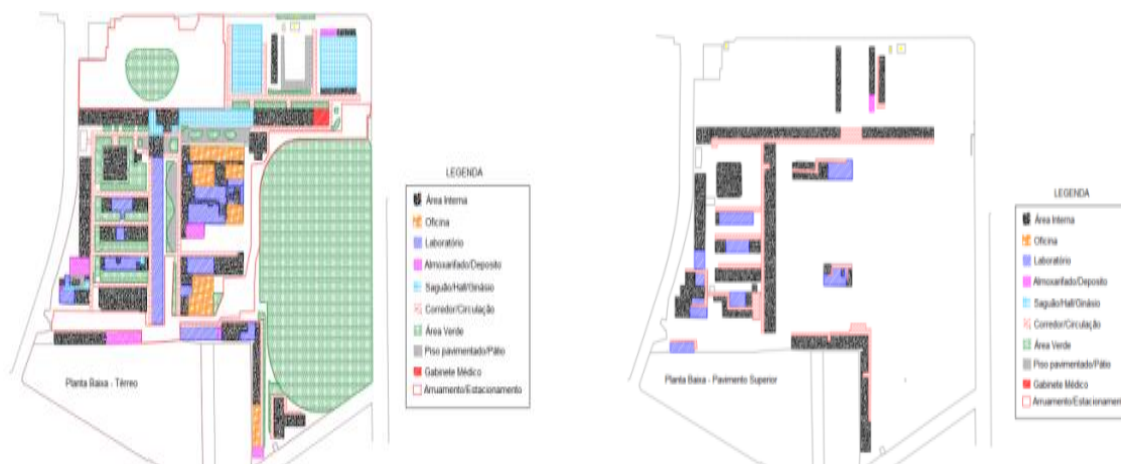 LEGENDA
Área Interna
Oficina
Laboratório
Almoxarifado/Deposito
Saguão/Hall/Ginásio
Corredor/Circulação
Área Verde
Piso pavimentado/Pátio
Gabinete Médico
Arruamento/Estacionamento
Planta Baixa - Térreo
LEGENDA
Área Interna
Oficina
Laboratório
Almoxarifado/Deposito
Saguão/Hall/Ginásio
Corredor/Circulação
Área Verde
Piso pavimentado/Pátio
Gabinete Médico
Arruamento/Estacionament
Planta Baixa - Pavimento Superior